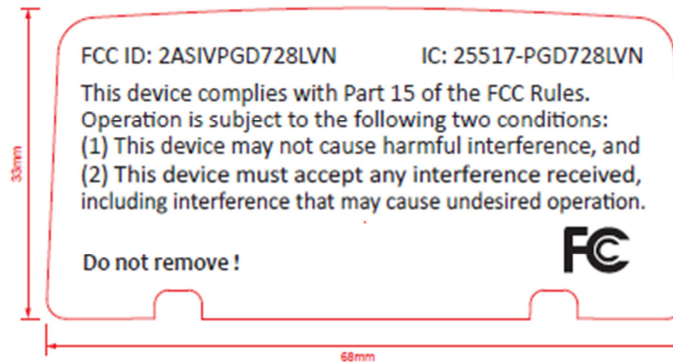 FCC ID: 2ASIVPGD728LVN IC: 25517-PGD728LVN
This device complies with Part 15 of the FCC Rules.
Operation is subject to the following two conditions:
(1) This device may not cause harmful interference, and
(2) This device must accept any interference received,
including interference that may cause undesired operation.
Do not remove !
FC
33mm
68mm